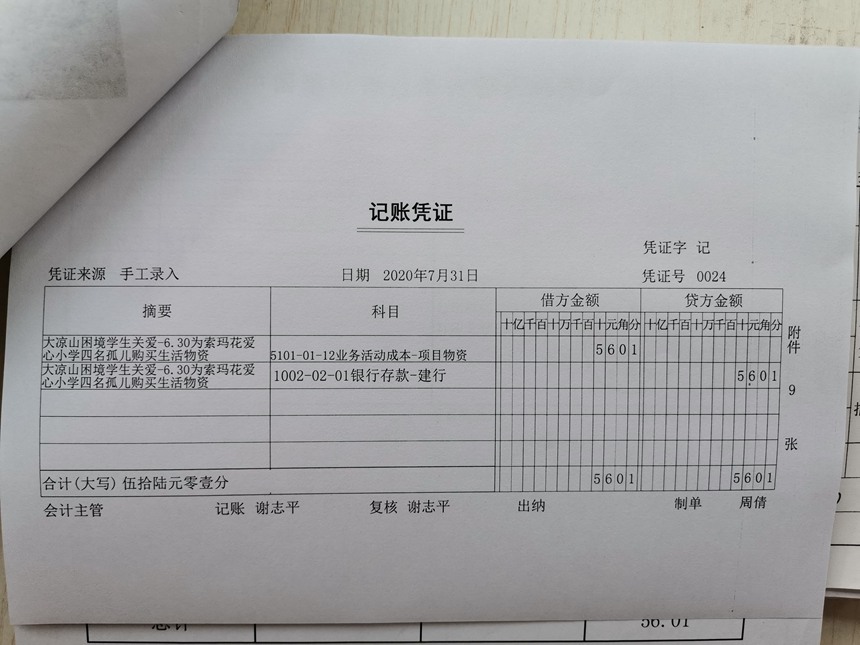 记账凭证
凭证字 记
凭证来源 手工录入 日期 2020年7月31日 凭证号 0024
摘要 科目 借方金额 贷方金额
十亿千百十万千百十元角分 十亿千百十万千百十元角分
大凉山困境学生关爱-6.30为索玛花爱
心小学四名孤儿购买生活物资 5101-01-12业务活动成本-项目物资 5601
大凉山困境学生关爱-6.30为索玛花爱
心小学四名孤儿购买生活物资 1002-02-01银行存款-建行 5601
合计(大写) 伍拾陆元零壹分 5601 5601
附件 9 张
会计主管 记账 谢志平 复核 谢志平 出纳 制单 周倩
总计 56.01